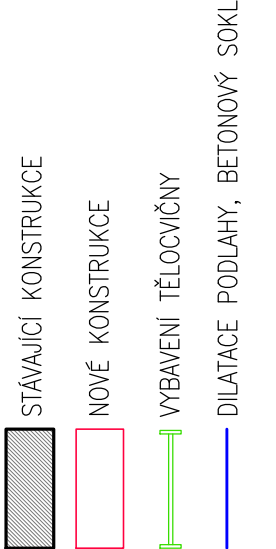 STÁVAJÍCÍ KONSTRUKCE
NOVÉ KONSTRUKCE
VYBAVENÍ TĚLOCVIČNY
DILATACE PODLAHY, BETONOVÝ SOKL